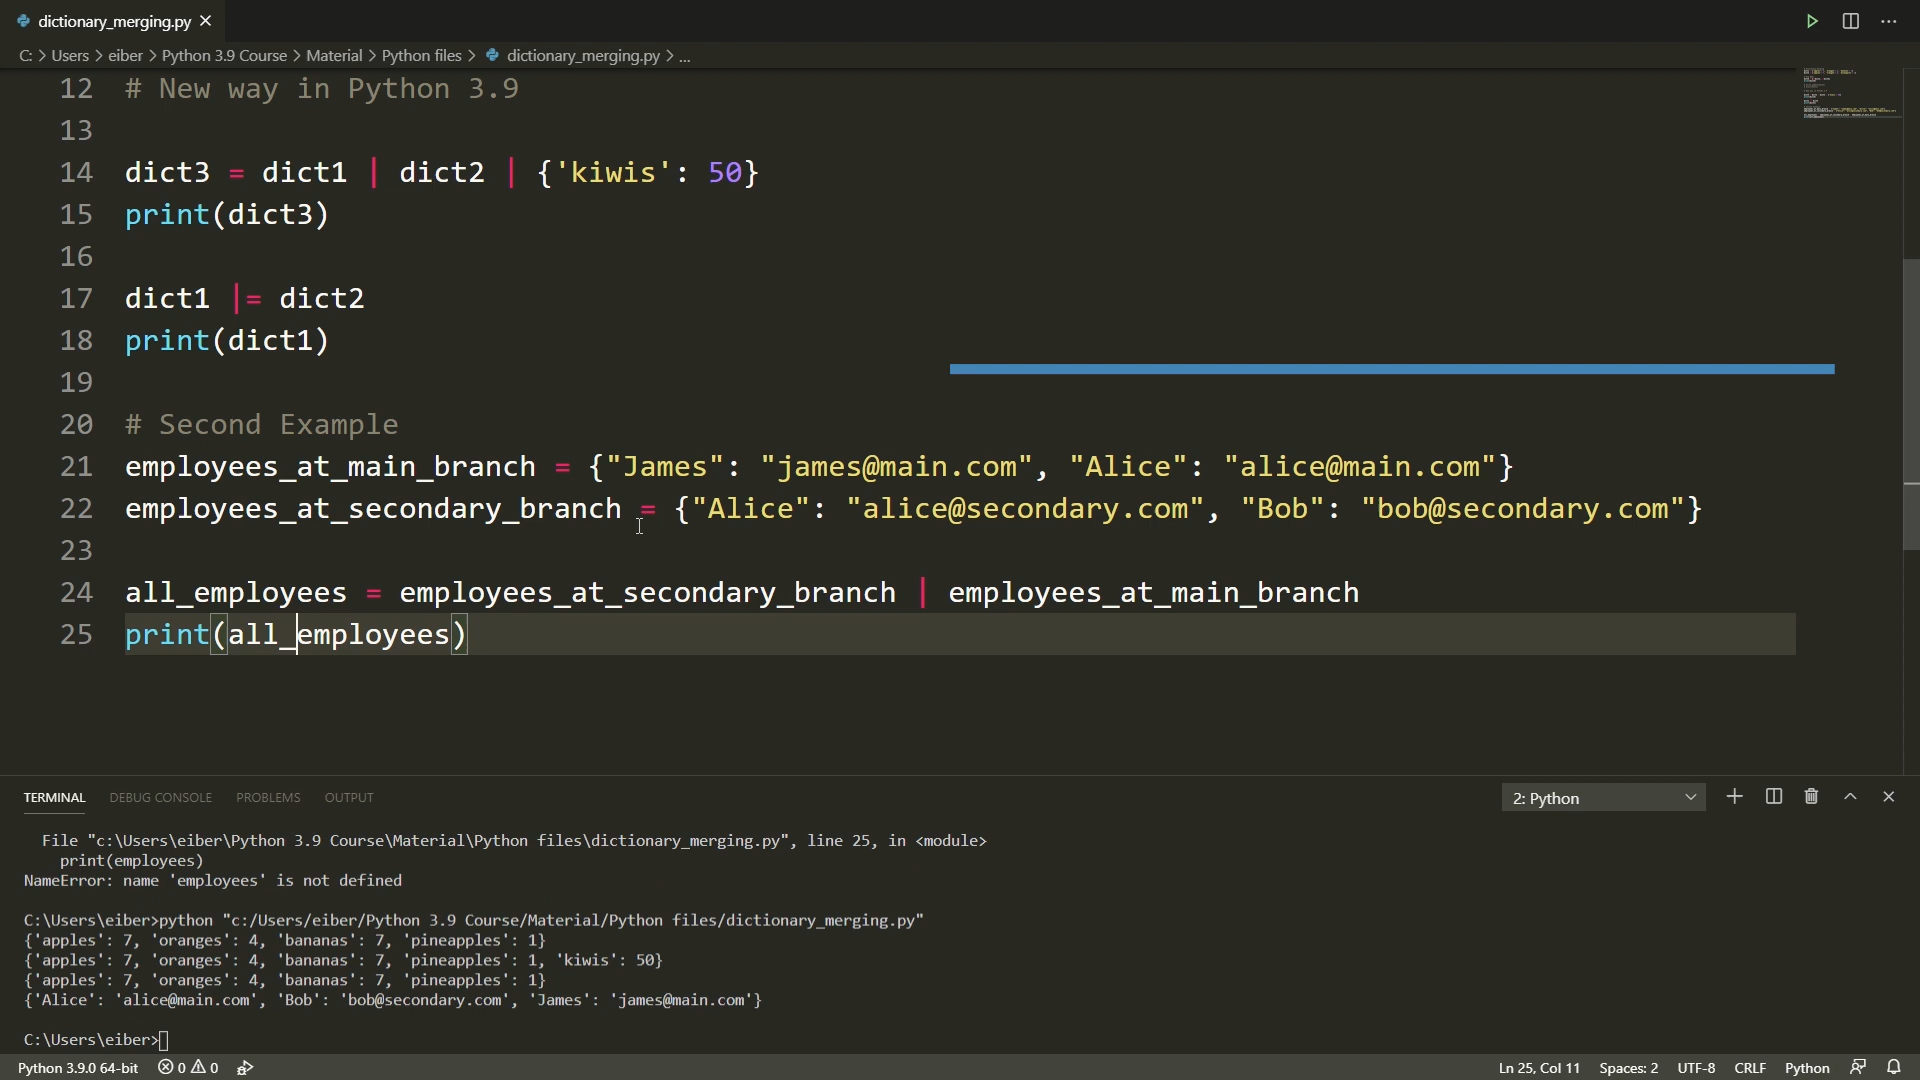 dictionary_merging.py
C: > Users > eiber > Python 3.9 Course > Material > Python files > dictionary_merging.py > ...
12 # New way in Python 3.9
13
14 dict3 = dict1 | dict2 | {'kiwis': 50}
15 print(dict3)
16
17 dict1 |= dict2
18 print(dict1)
19
20 # Second Example
21 employees_at_main_branch = {"James": "james@main.com", "Alice": "alice@main.com"}
22 employees_at_secondary_branch = {"Alice": "alice@secondary.com", "Bob": "bob@secondary.com"}
23
24 all_employees = employees_at_secondary_branch | employees_at_main_branch
25 print(all_employees)
TERMINAL DEBUG CONSOLE PROBLEMS OUTPUT 2: Python
File "c:\Users\eiber\Python 3.9 Course\Material\Python files\dictionary_merging.py", line 25, in <module>
print(employees)
NameError: name 'employees' is not defined
C:\Users\eiber>python "c:/Users/eiber/Python 3.9 Course/Material/Python files/dictionary_merging.py"
{'apples': 7, 'oranges': 4, 'bananas': 7, 'pineapples': 1}
{'apples': 7, 'oranges': 4, 'bananas': 7, 'pineapples': 1, 'kiwis': 50}
{'apples': 7, 'oranges': 4, 'bananas': 7, 'pineapples': 1}
{'Alice': 'alice@main.com', 'Bob': 'bob@secondary.com', 'James': 'james@main.com'}
C:\Users\eiber>
Python 3.9.0 64-bit 0 0 Ln 25, Col 11 Spaces: 2 UTF-8 CRLF Python